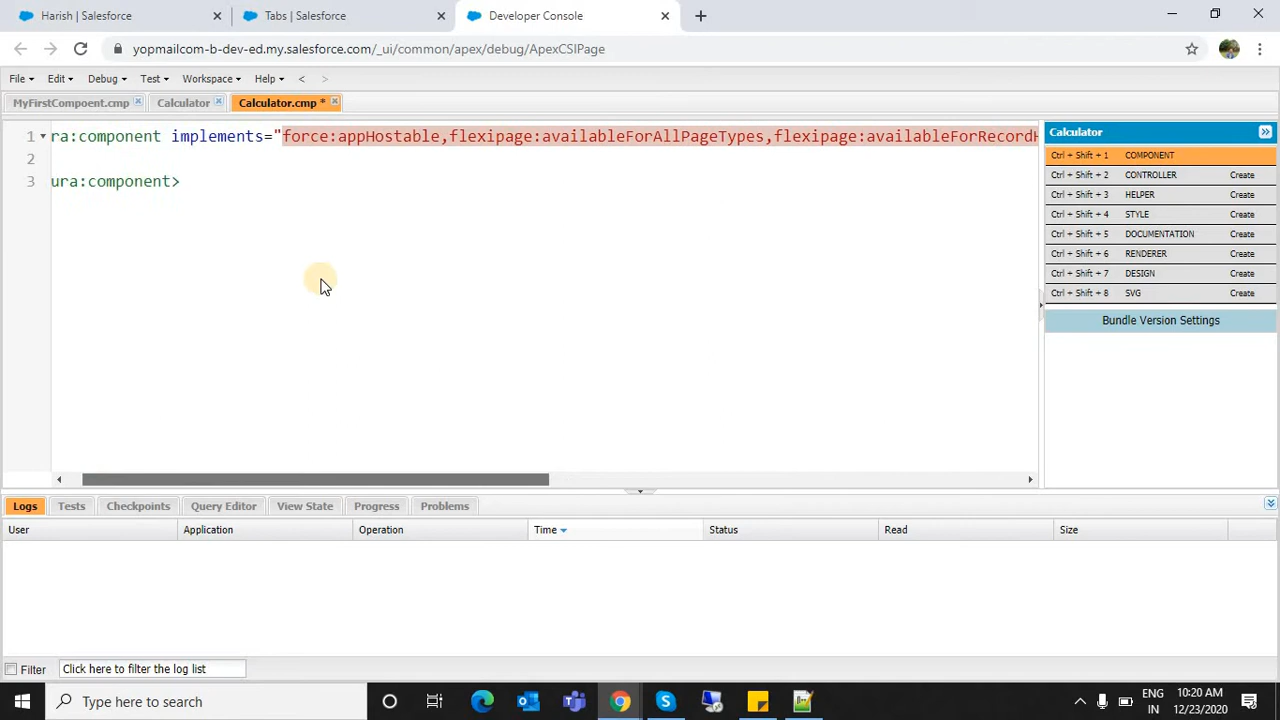 Harish | Salesforce
Tabs | Salesforce
Developer Console
yopmailcom-b-dev-ed.my.salesforce.com/_ui/common/apex/debug/ApexCSIPage
File Edit Debug Test Workspace Help < >
MyFirstCompoent.cmp Calculator Calculator.cmp *
1 ra:component implements="force:appHostable,flexipage:availableForAllPageTypes,flexipage:availableForRecordH
2
3 ura:component>
Calculator
Ctrl + Shift + 1 COMPONENT
Ctrl + Shift + 2 CONTROLLER Create
Ctrl + Shift + 3 HELPER Create
Ctrl + Shift + 4 STYLE Create
Ctrl + Shift + 5 DOCUMENTATION Create
Ctrl + Shift + 6 RENDERER Create
Ctrl + Shift + 7 DESIGN Create
Ctrl + Shift + 8 SVG Create
Bundle Version Settings
Logs Tests Checkpoints Query Editor View State Progress Problems
User Application Operation Time Status Read Size
Filter Click here to filter the log list
Type here to search
ENG
IN
10:20 AM
12/23/2020